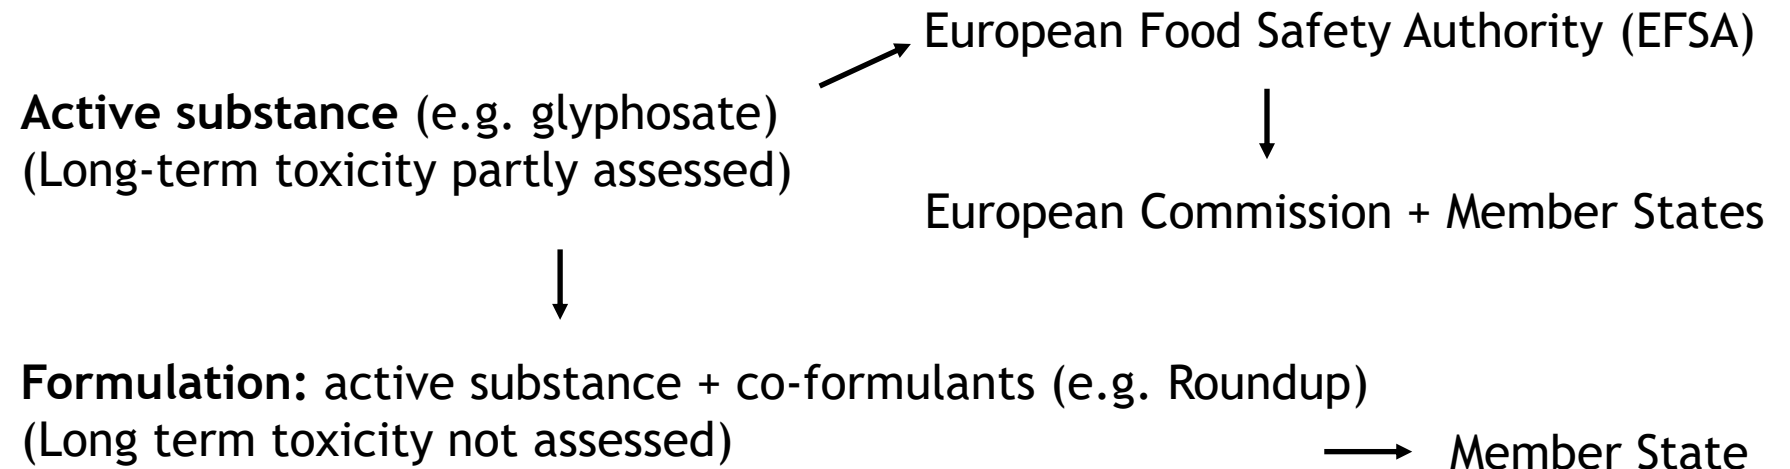 European Food Safety Authority (EFSA)
Active substance (e.g. glyphosate)
(Long-term toxicity partly assessed)
European Commission + Member States
Formulation: active substance + co-formulants (e.g. Roundup)
(Long term toxicity not assessed)
Member State